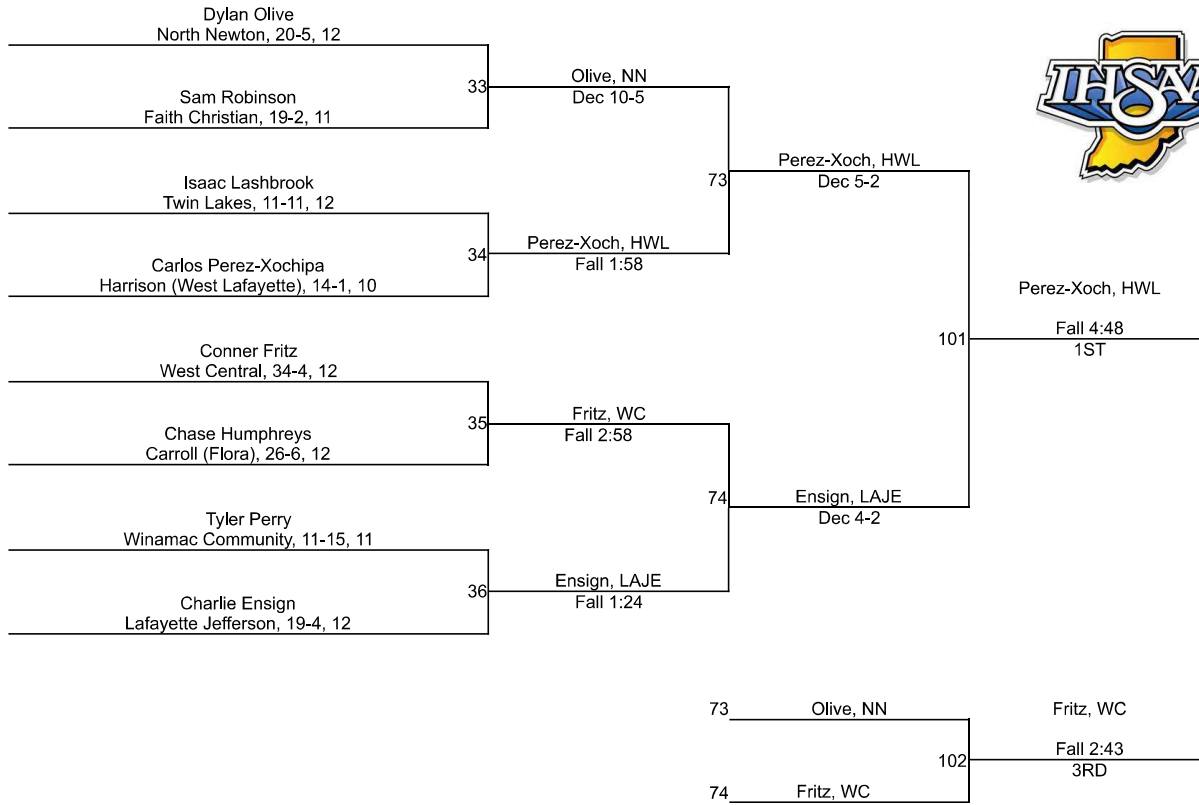 Dylan Olive
North Newton, 20-5, 12
33
Sam Robinson
Faith Christian, 19-2, 11
Olive, NN
Dec 10-5
Isaac Lashbrook
Twin Lakes, 11-11, 12
34
Carlos Perez-Xochipa
Harrison (West Lafayette), 14-1, 10
Perez-Xoch, HWL
Fall 1:58
73
Perez-Xoch, HWL
Dec 5-2
Conner Fritz
West Central, 34-4, 12
35
Chase Humphreys
Carroll (Flora), 26-6, 12
Fritz, WC
Fall 2:58
Tyler Perry
Winamac Community, 11-15, 11
36
Charlie Ensign
Lafayette Jefferson, 19-4, 12
Ensign, LAJE
Fall 1:24
74
Ensign, LAJE
Dec 4-2
101
Perez-Xoch, HWL
Fall 4:48
1ST
IHSAA
73
Olive, NN
102
74
Fritz, WC
Fritz, WC
Fall 2:43
3RD